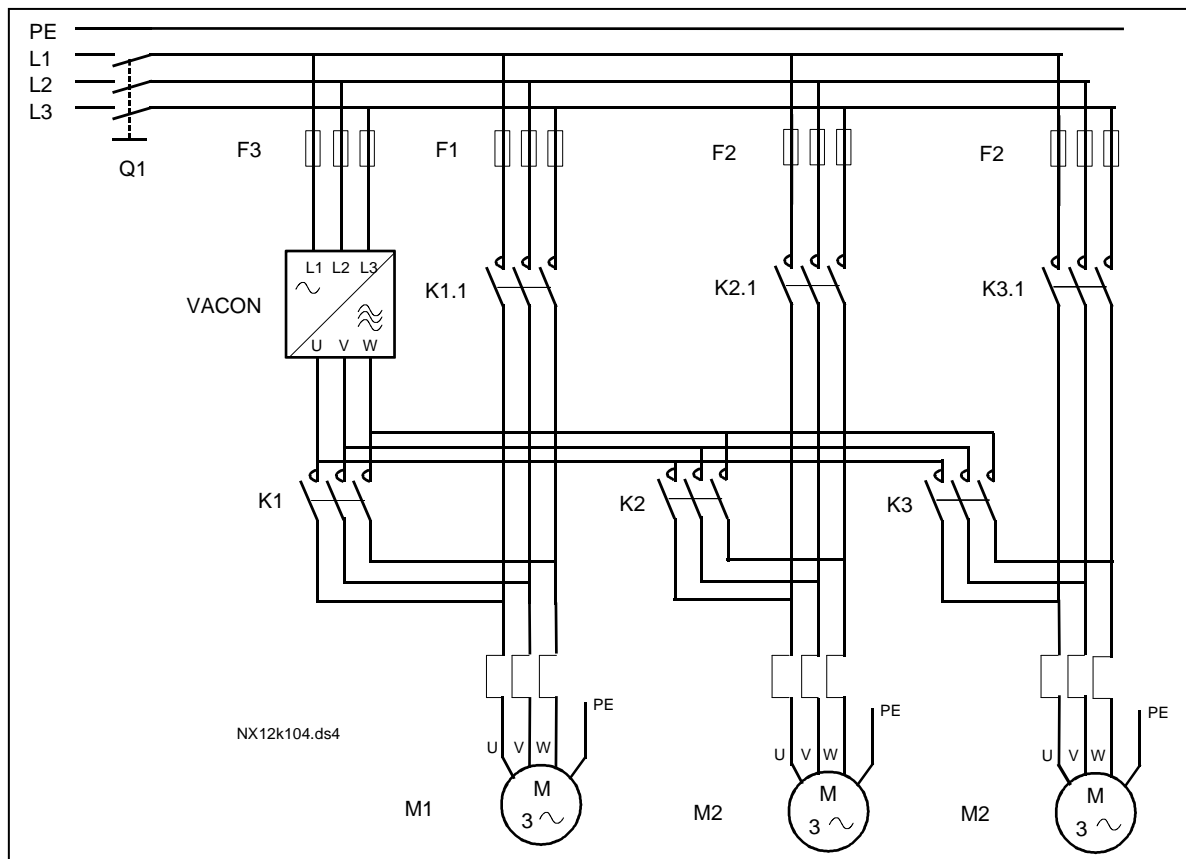 PE
L1
L2
L3
Q1
F3
F1
F2
F2
L1 L2 L3
VACON
U V W
K1.1
K2.1
K3.1
K1
K2
K3
NX12k104.ds4
PE
PE
PE
U V W
U V W
U V W
M
3
M
3
M
3
M1
M2
M2